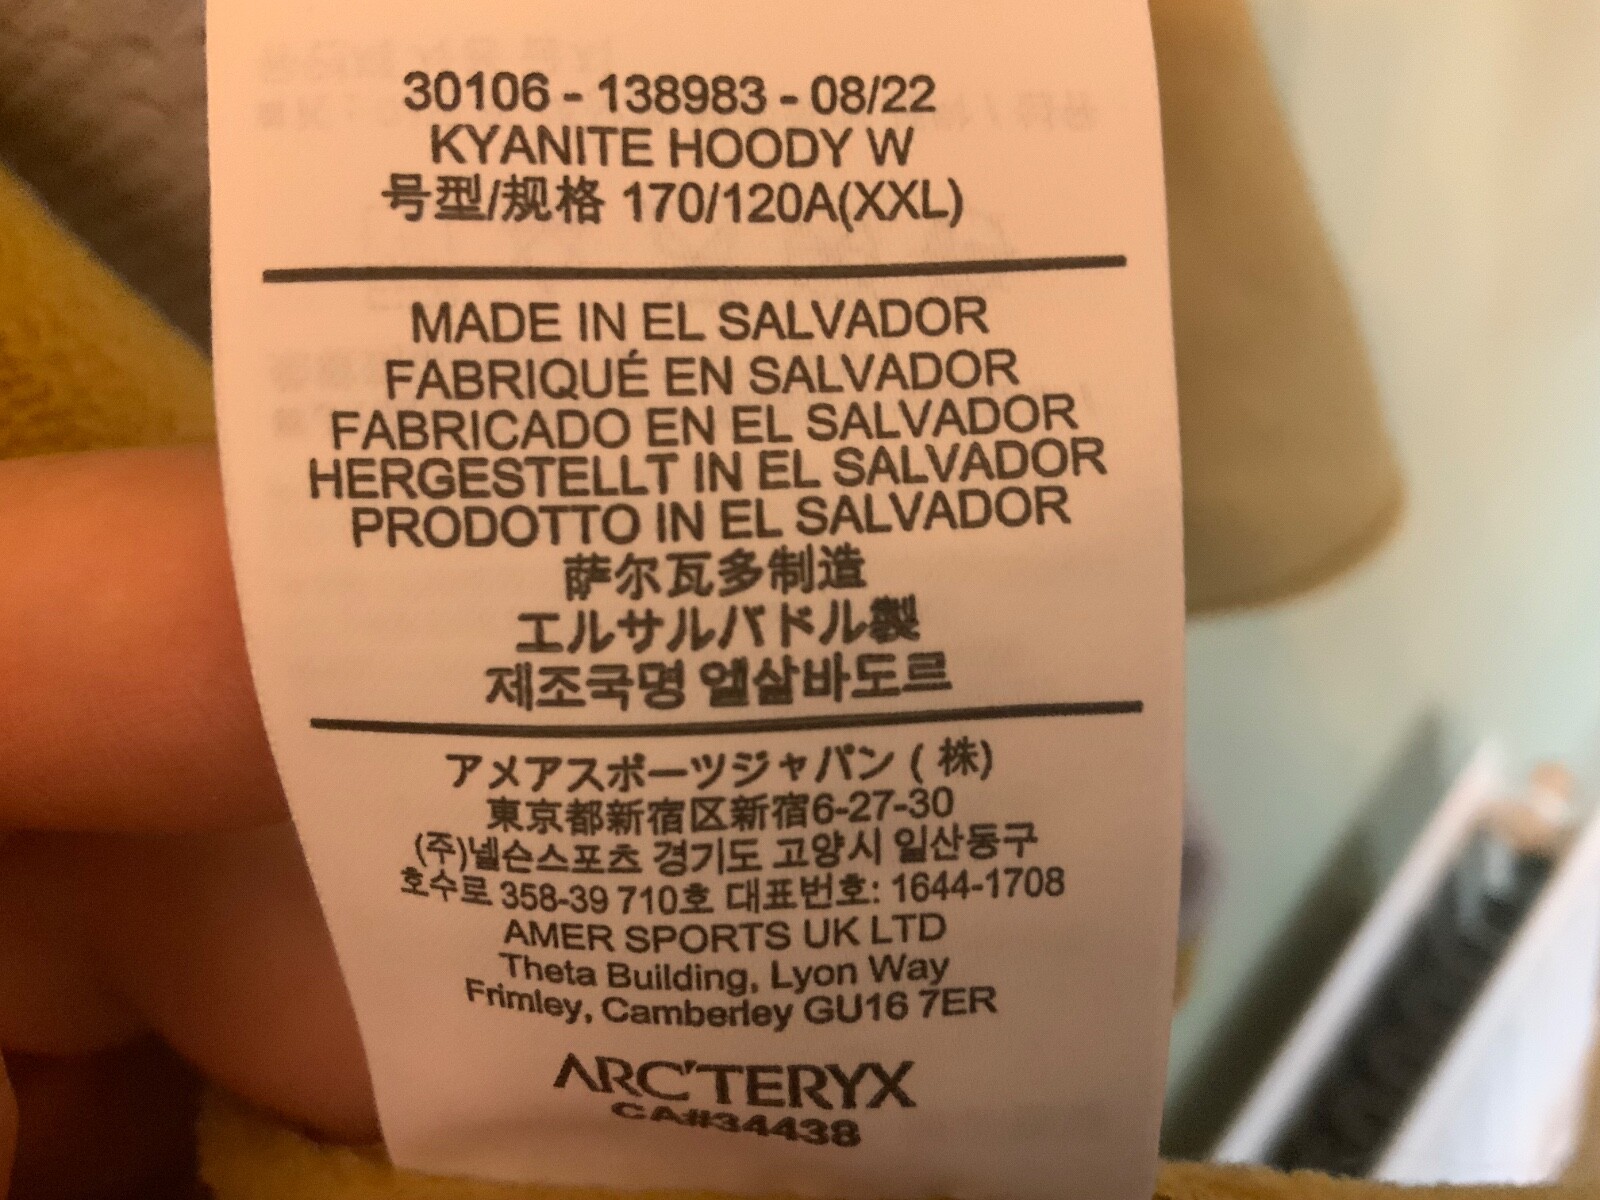 30106 - 138983 - 08/22
KYANITE HOODY W
号型/规格 170/120A(XXL)
MADE IN EL SALVADOR
FABRIQUÉ EN SALVADOR
FABRICADO EN EL SALVADOR
HERGESTELLT IN EL SALVADOR
PRODOTTO IN EL SALVADOR
萨尔瓦多制造
エルサルバドル製
제조국명 엘살바도르
アメアスポーツジャパン ( 株)
東京都新宿区新宿6-27-30
(주)넬슨스포츠 경기도 고양시 일산동구
호수로 358-39 710호 대표번호: 1644-1708
AMER SPORTS UK LTD
Theta Building, Lyon Way
Frimley, Camberley GU16 7ER
ARC'TERYX
CA#34438